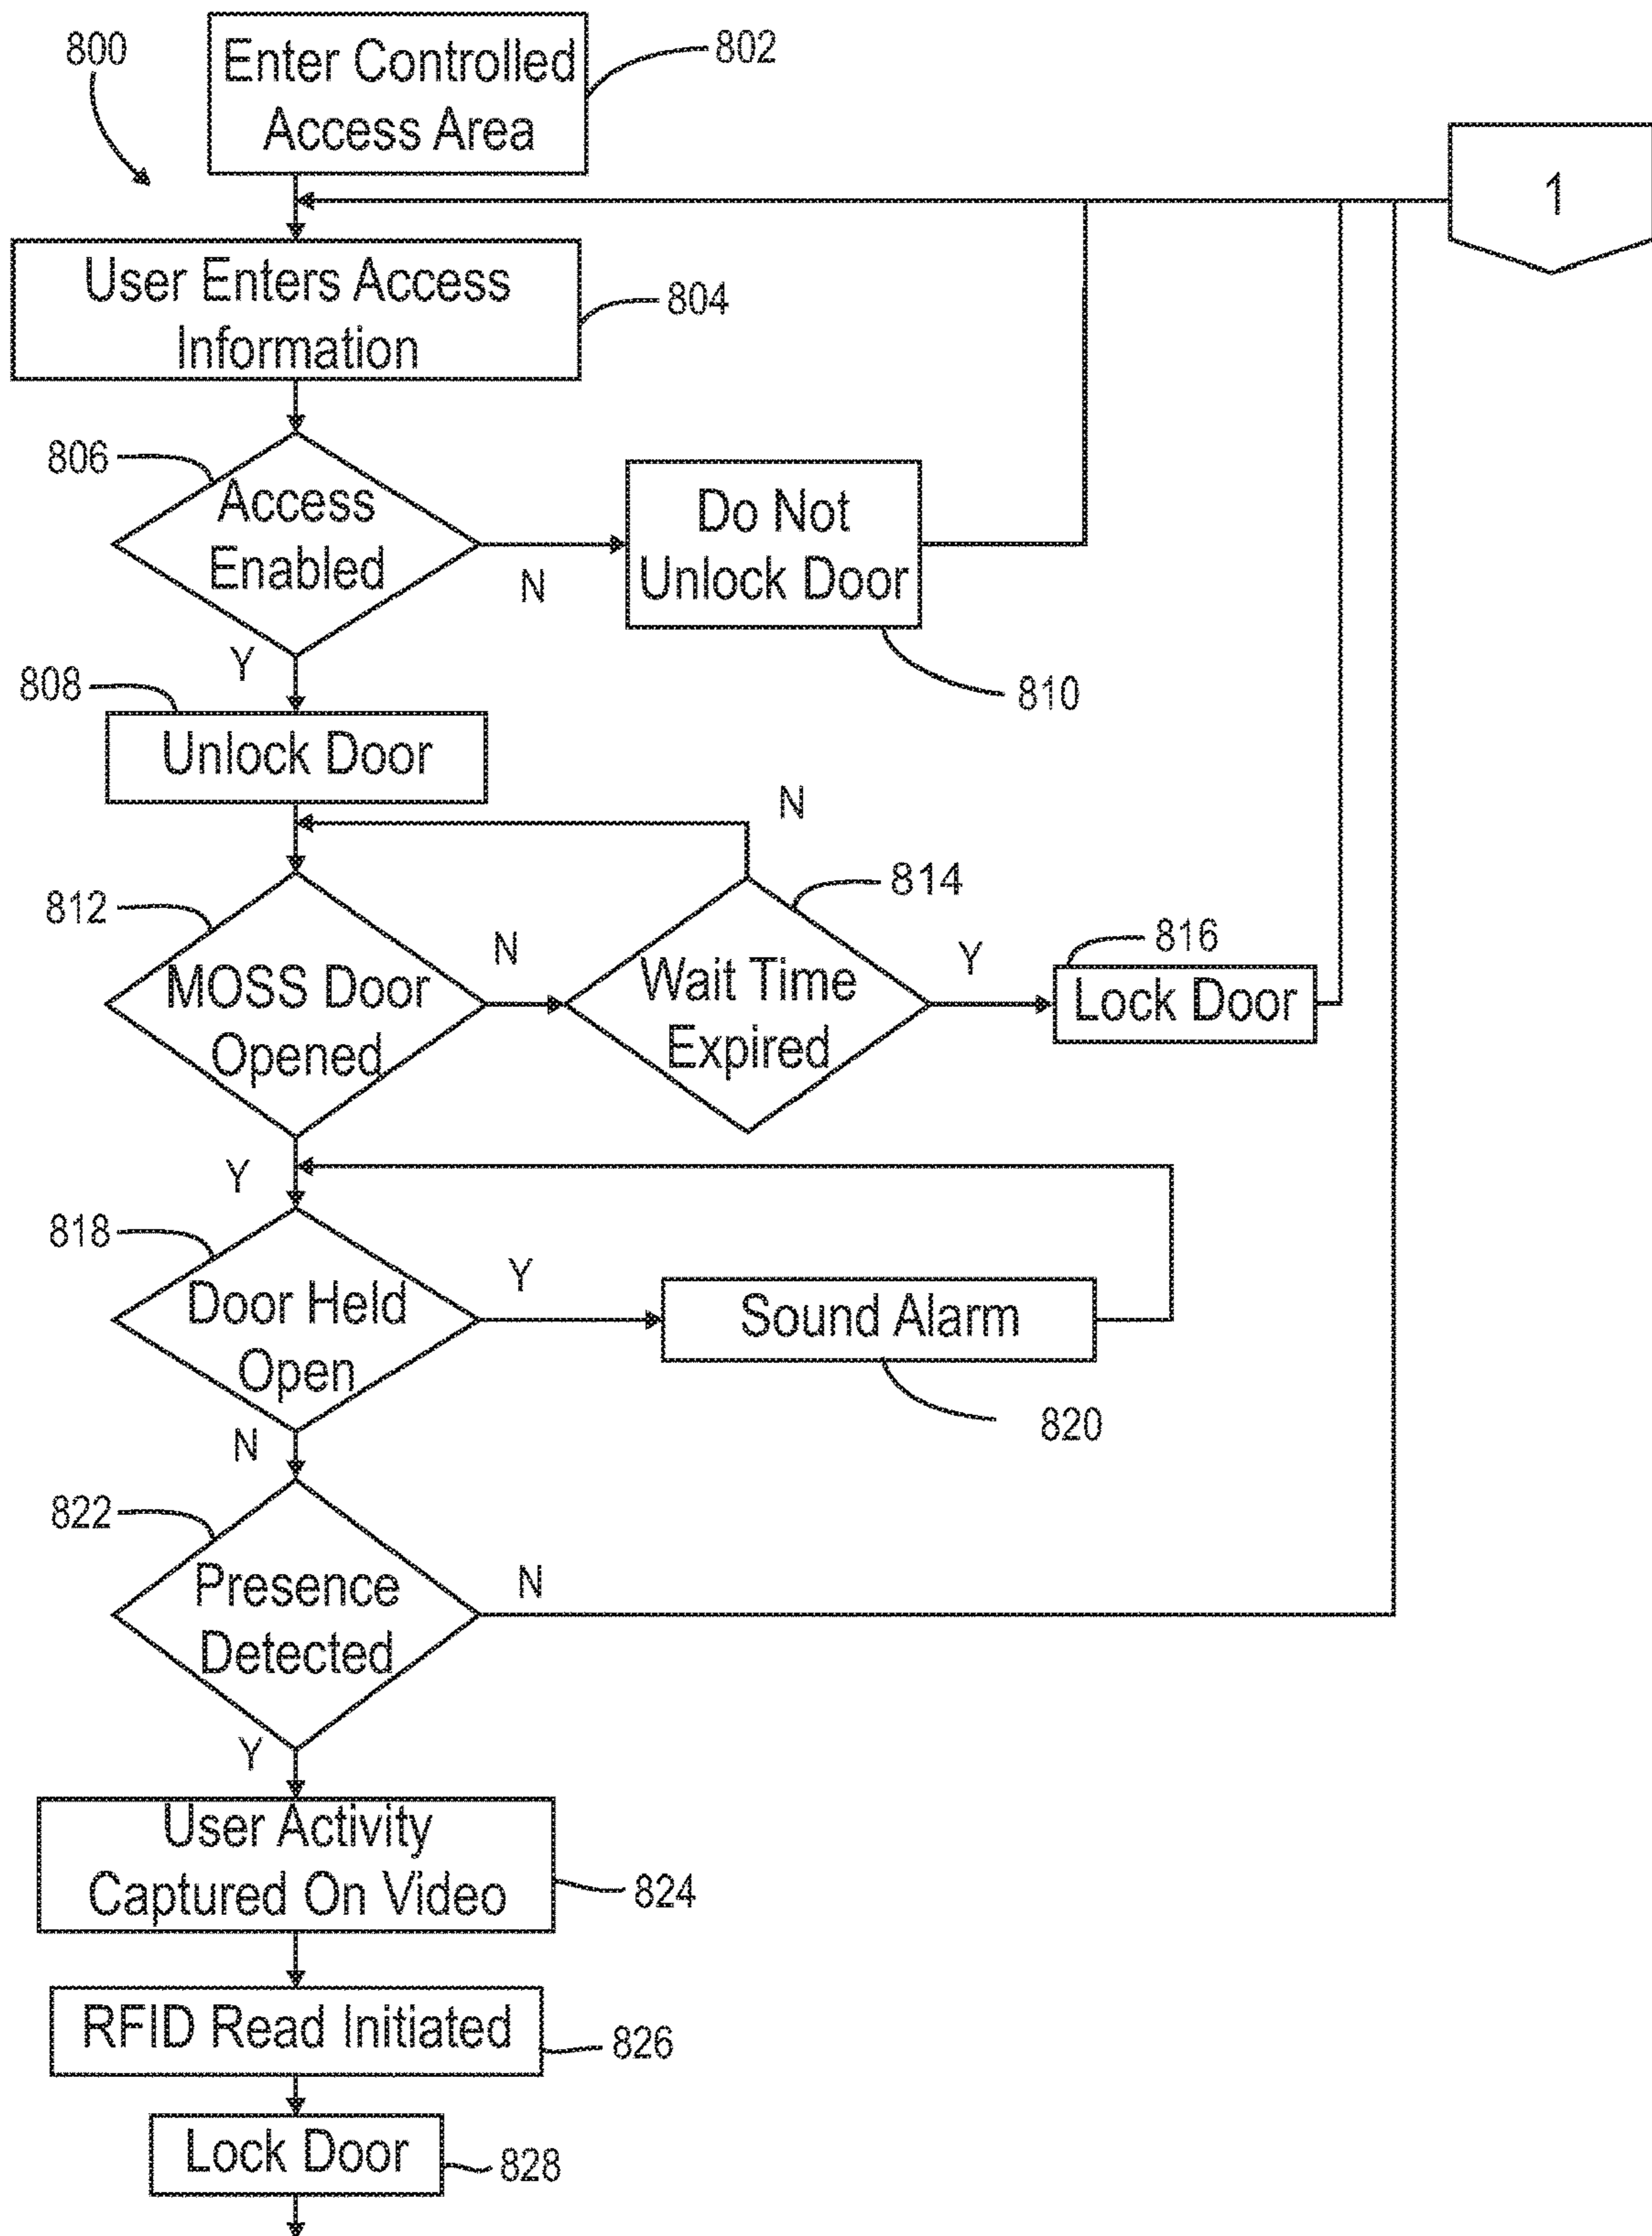 800
Enter Controlled
Access Area
802
1
User Enters Access
Information
804
806
Access
Enabled
N
Do Not
Unlock Door
810
Y
808
Unlock Door
N
812
MOSS Door
Opened
N
814
Wait Time
Expired
Y
816
Lock Door
Y
818
Door Held
Open
Y
Sound Alarm
820
N
822
Presence
Detected
N
Y
User Activity
Captured On Video
824
RFID Read Initiated
826
Lock Door
828